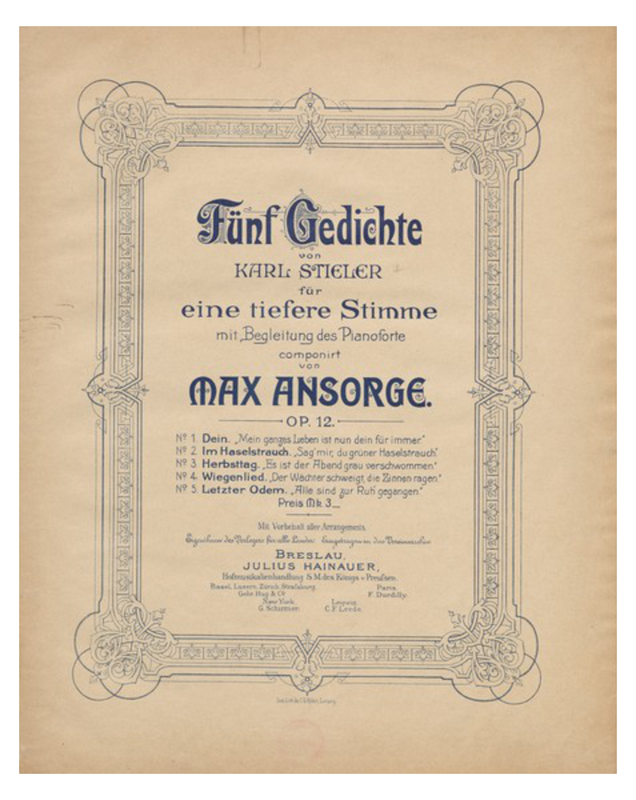 Fünf Gedichte
von
KARL STIELER
für
eine tiefere Stimme
mit Begleitung des Pianoforte
componirt
von
MAX ANSORGE.
OP. 12.
Nº 1. Dein. „Mein ganzes Leben ist nun dein für immer."
Nº 2. Im Haselstrauch. „Sag' mir, du grüner Haselstrauch"
Nº 3. Herbsttag. „Es ist der Abend grau verschwommen."
Nº 4. Wiegenlied. „Der Wächter schweigt, die Zinnen ragen."
Nº 5. Letzter Odem. „Alle sind zur Ruh' gegangen."
Preis Mk. 3_
Mit Vorbehalt aller Arrangements.
Eigenthum des Verlegers für alle Länder. Eingetragen in das Vereinsarchiv.
BRESLAU,
JULIUS HAINAUER,
Hofmusikalienhandlung S. M. des Königs v. Preußen.
Basel, Luzern, Zürich, Strassburg. Paris.
Gebr. Hug & Cº F. Durdilly.
New York. Leipzig.
G. Schirmer. C. F. Leede.